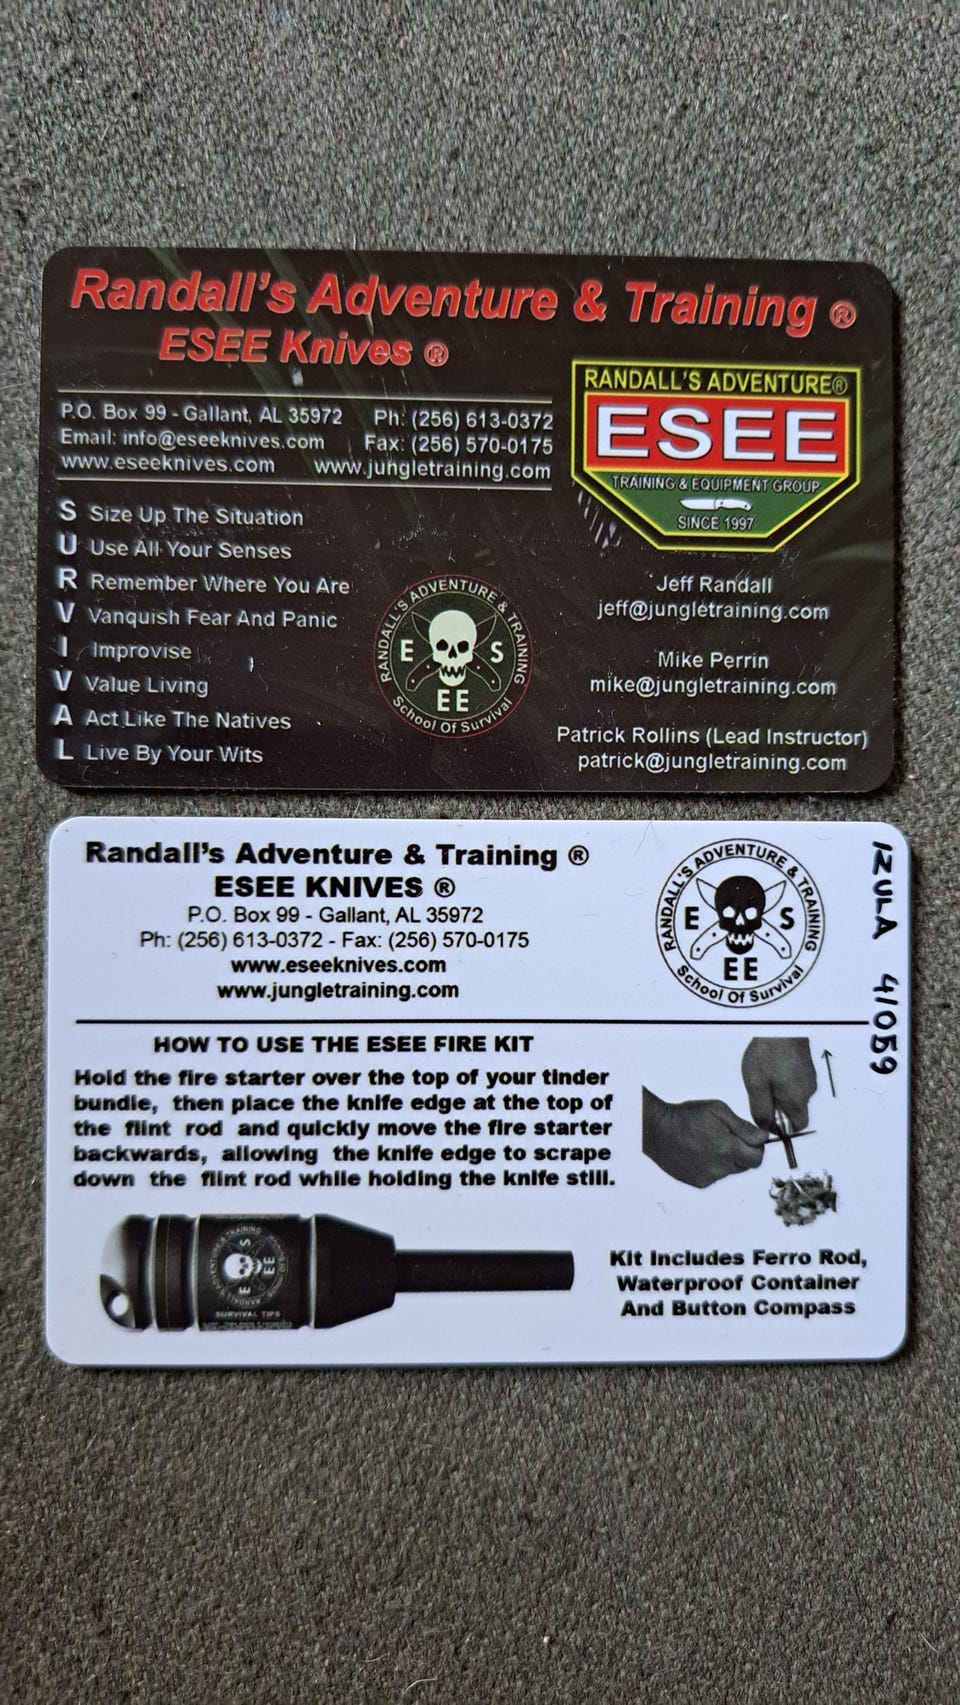 Randall's Adventure & Training ®
ESEE Knives ®
P.O. Box 99 - Gallant, AL 35972 Ph: (256) 613-0372
Email: info@eseeknives.com Fax: (256) 570-0175
www.eseeknives.com www.jungletraining.com
RANDALL'S ADVENTURE®
ESEE
TRAINING & EQUIPMENT GROUP
SINCE 1997
S Size Up The Situation
U Use All Your Senses
R Remember Where You Are
V Vanquish Fear And Panic
I Improvise
V Value Living
A Act Like The Natives
L Live By Your Wits
RANDALL'S ADVENTURE & TRAINING
E S
EE
School Of Survival
Jeff Randall
jeff@jungletraining.com
Mike Perrin
mike@jungletraining.com
Patrick Rollins (Lead Instructor)
patrick@jungletraining.com
Randall's Adventure & Training ®
ESEE KNIVES ®
P.O. Box 99 - Gallant, AL 35972
Ph: (256) 613-0372 - Fax: (256) 570-0175
www.eseeknives.com
www.jungletraining.com
RANDALL'S ADVENTURE & TRAINING
E S
EE
School Of Survival
IZULA 41059
HOW TO USE THE ESEE FIRE KIT
Hold the fire starter over the top of your tinder
bundle, then place the knife edge at the top of
the flint rod and quickly move the fire starter
backwards, allowing the knife edge to scrape
down the flint rod while holding the knife still.
E S
EE
SURVIVAL TIPS
Kit Includes Ferro Rod,
Waterproof Container
And Button Compass